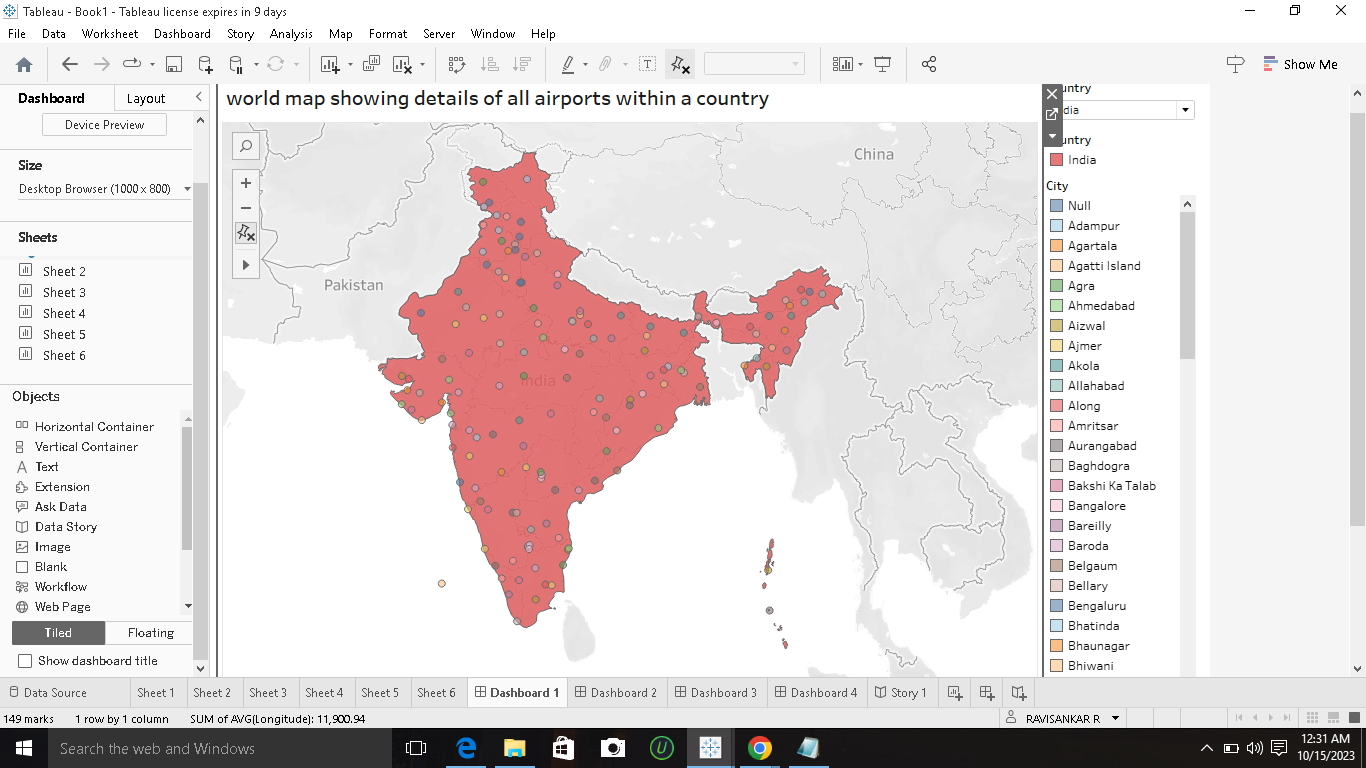 Tableau - Book1 - Tableau license expires in 9 days
File Data Worksheet Dashboard Story Analysis Map Format Server Window Help
Show Me
Dashboard Layout
Device Preview
Size
Desktop Browser (1000 x 800)
Sheets
Sheet 2
Sheet 3
Sheet 4
Sheet 5
Sheet 6
Objects
Horizontal Container
Vertical Container
Text
Extension
Ask Data
Data Story
Image
Blank
Workflow
Web Page
Tiled Floating
Show dashboard title
world map showing details of all airports within a country
China
Pakistan
India
untry
dia
untry
India
City
Null
Adampur
Agartala
Agatti Island
Agra
Ahmedabad
Aizwal
Ajmer
Akola
Allahabad
Along
Amritsar
Aurangabad
Baghdogra
Bakshi Ka Talab
Bangalore
Bareilly
Baroda
Belgaum
Bellary
Bengaluru
Bhatinda
Bhaunagar
Bhiwani
Data Source Sheet 1 Sheet 2 Sheet 3 Sheet 4 Sheet 5 Sheet 6 Dashboard 1 Dashboard 2 Dashboard 3 Dashboard 4 Story 1
149 marks 1 row by 1 column SUM of AVG(Longitude): 11,900.94 RAVISANKAR R
Search the web and Windows
12:31 AM
10/15/2023